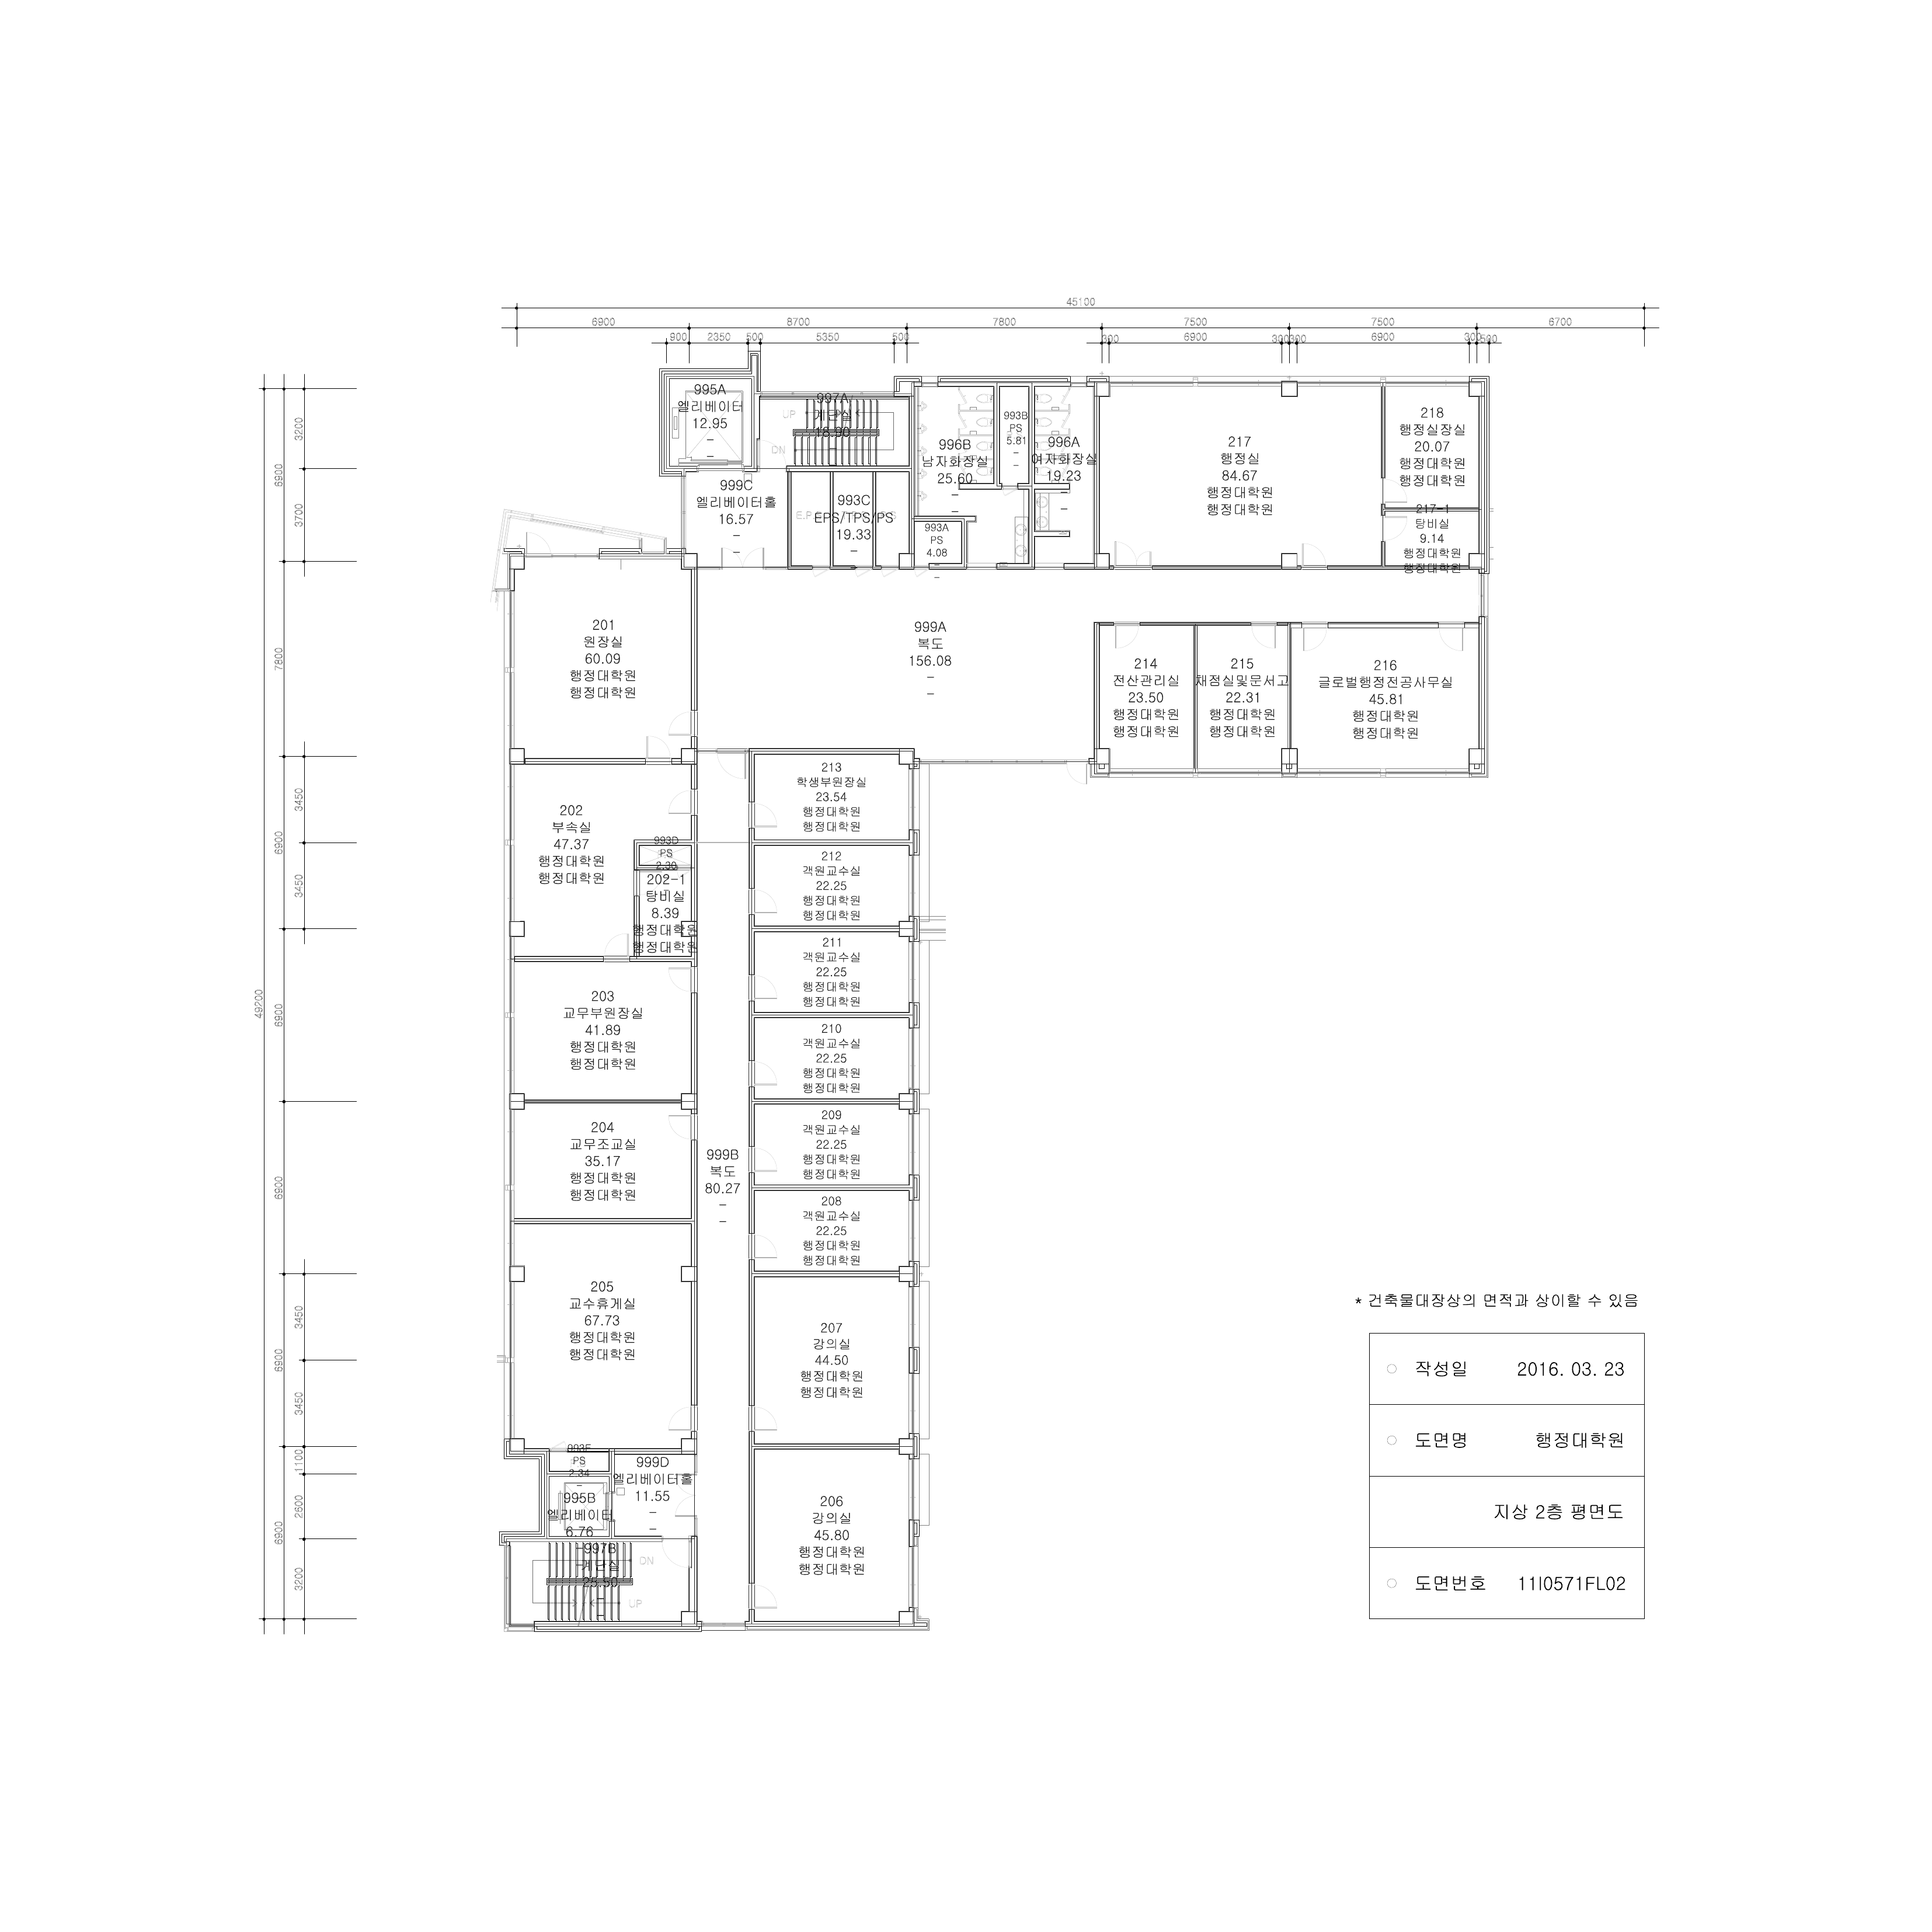 45100
6900 8700 7800 7500 7500 6700
900 2350 500 5350 500 300 6900 300 300 6900 300 500
49200
6900 7800 6900 6900 6900 6900 6900
3200
3700
3450
3450
3450
3450
1100
2600
3200
995A
엘리베이터
12.95
997A
계단실
18.90
UP
DN
999C
엘리베이터홀
16.57
993C
EPS/TPS/PS
19.33
996B
남자화장실
25.60
993B
PS
5.81
996A
여자화장실
19.23
993A
PS
4.08
217
행정실
84.67
행정대학원
행정대학원
218
행정실장실
20.07
행정대학원
행정대학원
217-1
탕비실
9.14
행정대학원
행정대학원
201
원장실
60.09
행정대학원
행정대학원
999A
복도
156.08
214
전산관리실
23.50
행정대학원
행정대학원
215
채점실및문서고
22.31
행정대학원
행정대학원
216
글로벌행정전공사무실
45.81
행정대학원
행정대학원
202
부속실
47.37
행정대학원
행정대학원
993D
PS
2.30
202-1
탕비실
8.39
행정대학원
행정대학원
213
학생부원장실
23.54
행정대학원
행정대학원
212
객원교수실
22.25
행정대학원
행정대학원
211
객원교수실
22.25
행정대학원
행정대학원
203
교무부원장실
41.89
행정대학원
행정대학원
210
객원교수실
22.25
행정대학원
행정대학원
204
교무조교실
35.17
행정대학원
행정대학원
999B
복도
80.27
209
객원교수실
22.25
행정대학원
행정대학원
208
객원교수실
22.25
행정대학원
행정대학원
205
교수휴게실
67.73
행정대학원
행정대학원
207
강의실
44.50
행정대학원
행정대학원
PS
2.34
999D
엘리베이터홀
11.55
995B
엘리베이터
6.76
997B
계단실
25.50
DN
UP
206
강의실
45.80
행정대학원
행정대학원
* 건축물대장상의 면적과 상이할 수 있음
○ 작성일 2016. 03. 23
○ 도면명 행정대학원
지상 2층 평면도
○ 도면번호 11I0571FL02